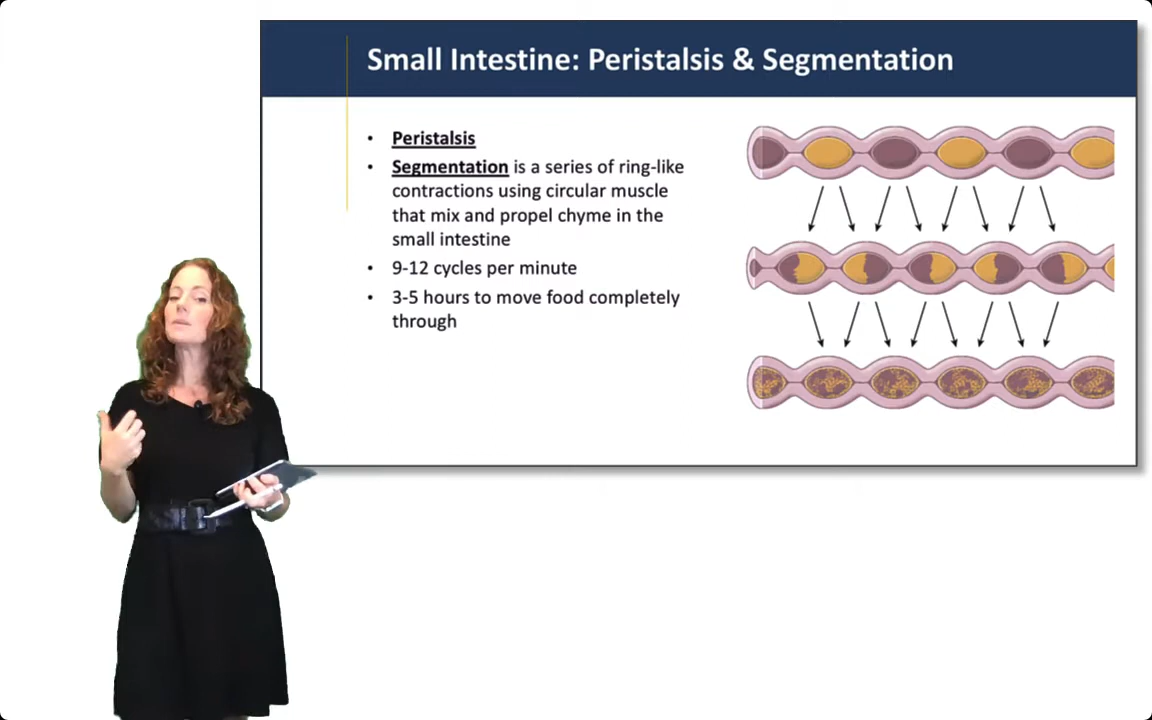 Small Intestine: Peristalsis & Segmentation
• Peristalsis
• Segmentation is a series of ring-like
contractions using circular muscle
that mix and propel chyme in the
small intestine
• 9-12 cycles per minute
• 3-5 hours to move food completely
through